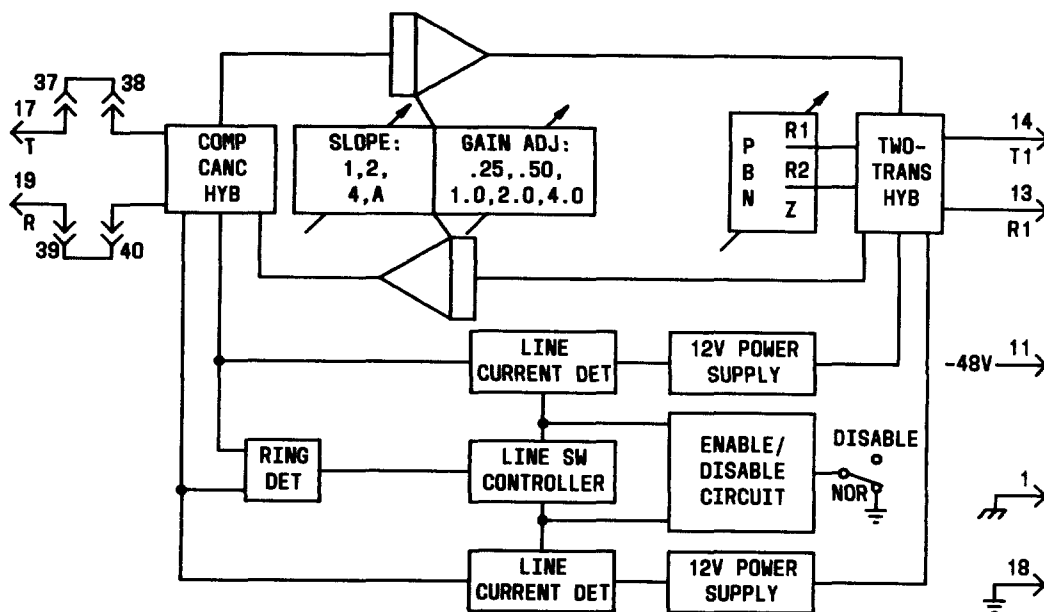 37 38
17
T
19
R
39 40
COMP
CANC
HYB
SLOPE:
1,2,
4,A
GAIN ADJ:
.25,.50,
1.0,2.0,4.0
P
B
N
R1
R2
Z
TWO-
TRANS
HYB
14
T1
13
R1
LINE
CURRENT DET
12V POWER
SUPPLY
11
-48V
RING
DET
LINE SW
CONTROLLER
ENABLE/
DISABLE
CIRCUIT
DISABLE
NOR
1
LINE
CURRENT DET
12V POWER
SUPPLY
18